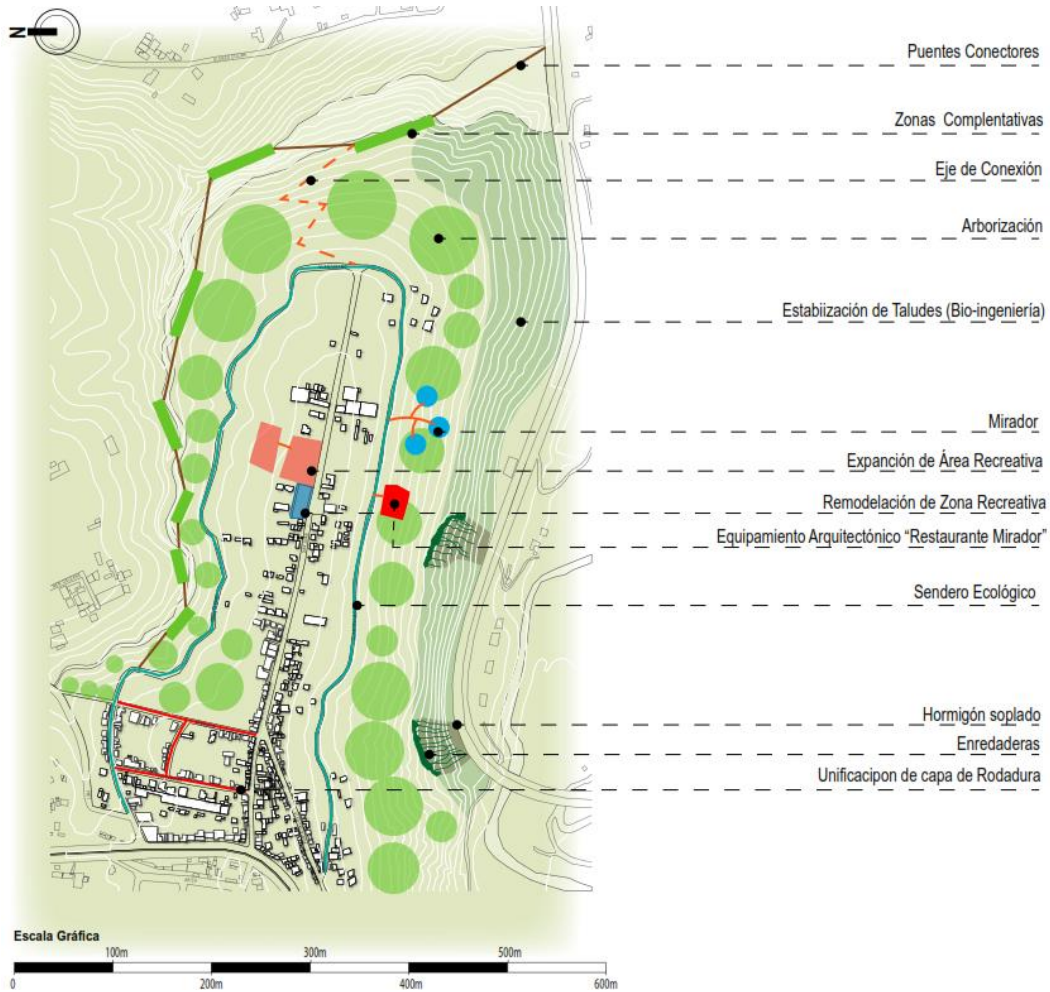 N
Puentes Conectores
Zonas Complentativas
Eje de Conexión
Arborización
Estabiización de Taludes (Bio-ingeniería)
Mirador
Expanción de Área Recreativa
Remodelación de Zona Recreativa
Equipamiento Arquitectónico “Restaurante Mirador”
Sendero Ecológico
Hormigón soplado
Enredaderas
Unificacipon de capa de Rodadura
Escala Gráfica
100m 300m 500m
0 200m 400m 600m